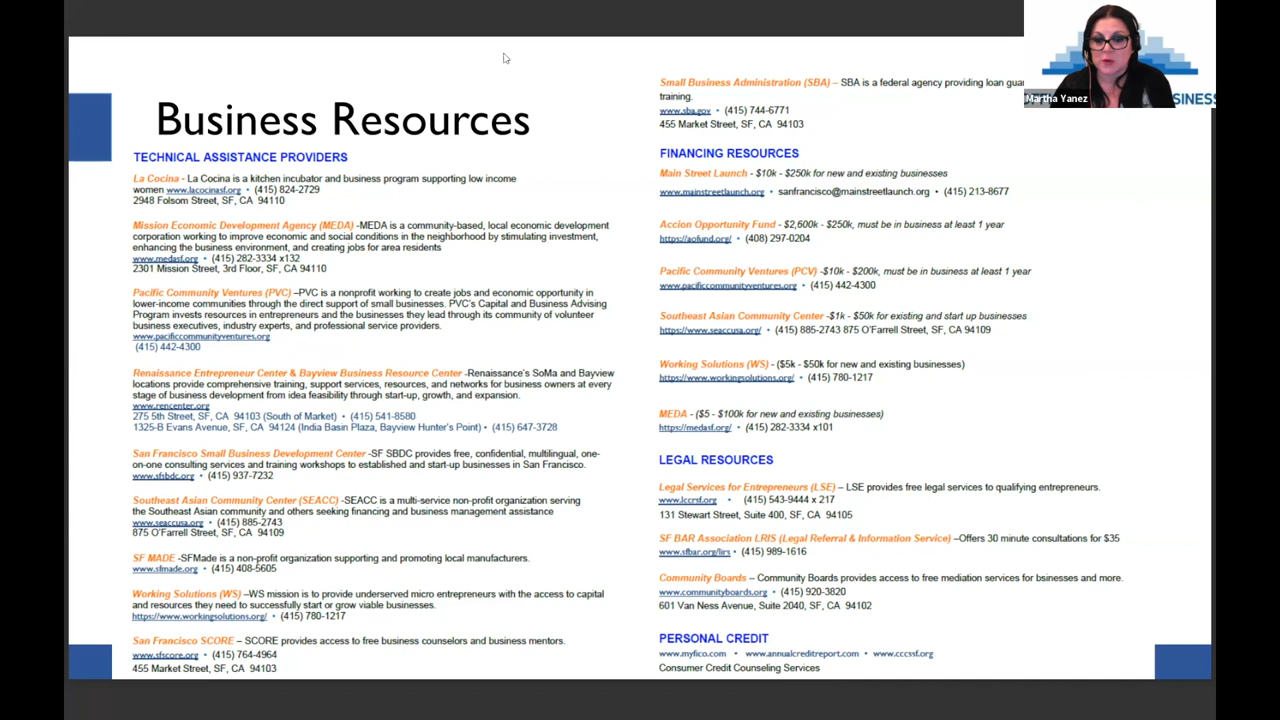 Business Resources
TECHNICAL ASSISTANCE PROVIDERS
La Cocina - La Cocina is a kitchen incubator and business program supporting low income
women www.lacocinasf.org • (415) 824-2729
2948 Folsom Street, SF, CA 94110
Mission Economic Development Agency (MEDA) -MEDA is a community-based, local economic development
corporation working to improve economic and social conditions in the neighborhood by stimulating investment,
enhancing the business environment, and creating jobs for area residents
www.medasf.org • (415) 282-3334 x132
2301 Mission Street, 3rd Floor, SF, CA 94110
Pacific Community Ventures (PVC) –PVC is a nonprofit working to create jobs and economic opportunity in
lower-income communities through the direct support of small businesses. PVC's Capital and Business Advising
Program invests resources in entrepreneurs and the businesses they lead through its community of volunteer
business executives, industry experts, and professional service providers.
www.pacificcommunityventures.org
(415) 442-4300
Renaissance Entrepreneur Center & Bayview Business Resource Center -Renaissance's SoMa and Bayview
locations provide comprehensive training, support services, resources, and networks for business owners at every
stage of business development from idea feasibility through start-up, growth, and expansion.
www.rencenter.org
275 5th Street, SF, CA 94103 (South of Market) • (415) 541-8580
1325-B Evans Avenue, SF, CA 94124 (India Basin Plaza, Bayview Hunter's Point) • (415) 647-3728
San Francisco Small Business Development Center -SF SBDC provides free, confidential, multilingual, one-
on-one consulting services and training workshops to established and start-up businesses in San Francisco.
www.sfsbdc.org • (415) 937-7232
Southeast Asian Community Center (SEACC) -SEACC is a multi-service non-profit organization serving
the Southeast Asian community and others seeking financing and business management assistance
www.seaccusa.org • (415) 885-2743
875 O'Farrell Street, SF, CA 94109
SF MADE -SFMade is a non-profit organization supporting and promoting local manufacturers.
www.sfmade.org • (415) 408-5605
Working Solutions (WS) –WS mission is to provide underserved micro entrepreneurs with the access to capital
and resources they need to successfully start or grow viable businesses.
https://www.workingsolutions.org/ • (415) 780-1217
San Francisco SCORE – SCORE provides access to free business counselors and business mentors.
www.sfscore.org • (415) 764-4964
455 Market Street, SF, CA 94103
Small Business Administration (SBA) – SBA is a federal agency providing loan
training.
www.sba.gov • (415) 744-6771
455 Market Street, SF, CA 94103
FINANCING RESOURCES
Main Street Launch - $10k - $250k for new and existing businesses
www.mainstreetlaunch.org • sanfrancisco@mainstreetlaunch.org • (415) 213-8677
Accion Opportunity Fund - $2,600k - $250k, must be in business at least 1 year
https://aofund.org/ • (408) 297-0204
Pacific Community Ventures (PCV) -$10k - $200k, must be in business at least 1 year
www.pacificcommunityventures.org • (415) 442-4300
Southeast Asian Community Center -$1k - $50k for existing and start up businesses
https://www.seaccusa.org/ • (415) 885-2743 875 O'Farrell Street, SF, CA 94109
Working Solutions (WS) - ($5k - $50k for new and existing businesses)
https://www.workingsolutions.org/ • (415) 780-1217
MEDA - ($5 - $100k for new and existing businesses)
https://medasf.org/ • (415) 282-3334 x101
LEGAL RESOURCES
Legal Services for Entrepreneurs (LSE) – LSE provides free legal services to qualifying entrepreneurs.
www.lccrsf.org • (415) 543-9444 x 217
131 Stewart Street, Suite 400, SF, CA 94105
SF BAR Association LRIS (Legal Referral & Information Service) –Offers 30 minute consultations for $35
www.sfbar.org/lirs • (415) 989-1616
Community Boards – Community Boards provides access to free mediation services for bsinesses and more.
www.communityboards.org • (415) 920-3820
601 Van Ness Avenue, Suite 2040, SF, CA 94102
PERSONAL CREDIT
www.myfico.com • www.annualcreditreport.com • www.cccssf.org
Consumer Credit Counseling Services
Martha Yanez